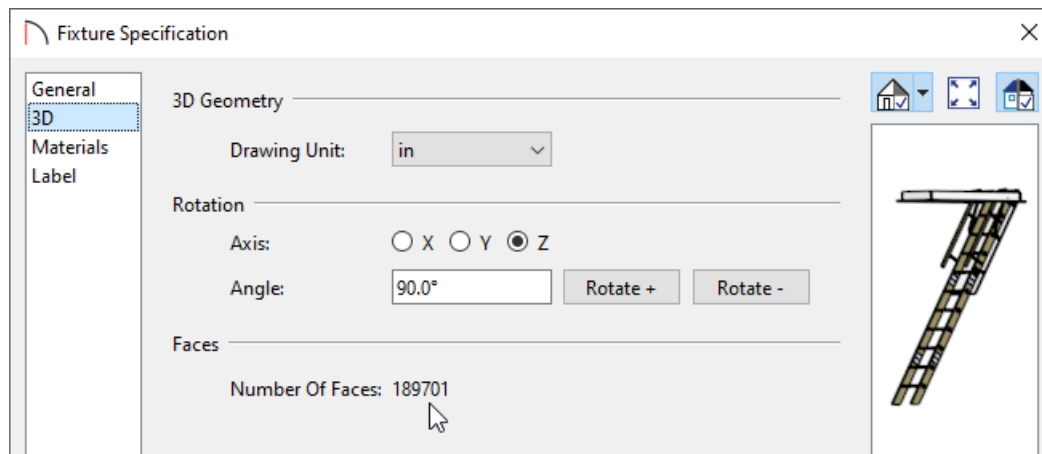 Fixture Specification
General
3D
Materials
Label
3D Geometry
Drawing Unit: in
Rotation
Axis: X Y Z
Angle: 90.0° Rotate + Rotate -
Faces
Number Of Faces: 189701